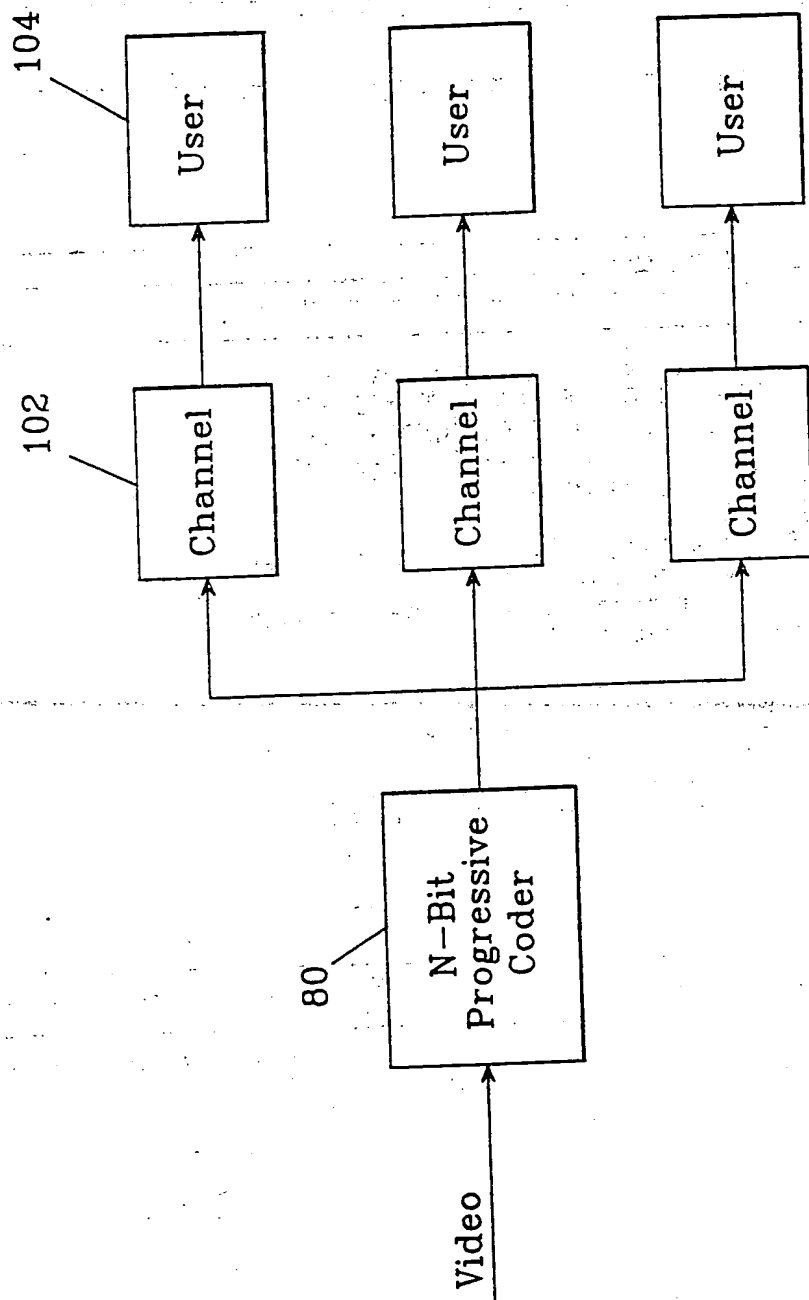 Video
80
N-Bit
Progressive
Coder
102
Channel
Channel
Channel
104
User
User
User